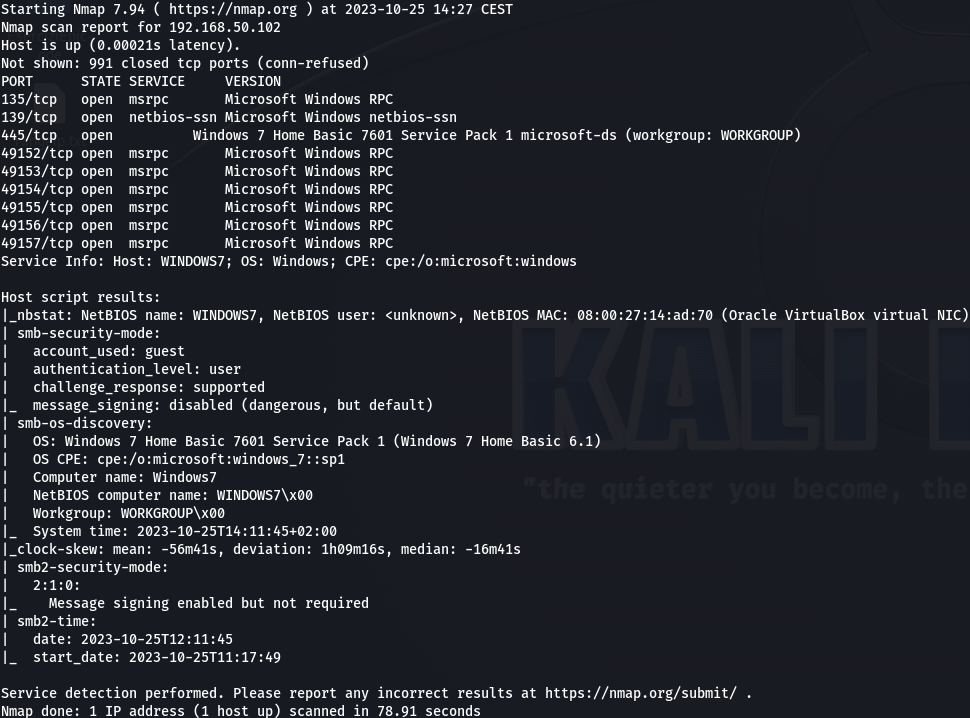 Starting Nmap 7.94 ( https://nmap.org ) at 2023-10-25 14:27 CEST
Nmap scan report for 192.168.50.102
Host is up (0.00021s latency).
Not shown: 991 closed tcp ports (conn-refused)
PORT      STATE SERVICE     VERSION
135/tcp   open  msrpc       Microsoft Windows RPC
139/tcp   open  netbios-ssn Microsoft Windows netbios-ssn
445/tcp   open          Windows 7 Home Basic 7601 Service Pack 1 microsoft-ds (workgroup: WORKGROUP)
49152/tcp open  msrpc       Microsoft Windows RPC
49153/tcp open  msrpc       Microsoft Windows RPC
49154/tcp open  msrpc       Microsoft Windows RPC
49155/tcp open  msrpc       Microsoft Windows RPC
49156/tcp open  msrpc       Microsoft Windows RPC
49157/tcp open  msrpc       Microsoft Windows RPC
Service Info: Host: WINDOWS7; OS: Windows; CPE: cpe:/o:microsoft:windows

Host script results:
|_nbstat: NetBIOS name: WINDOWS7, NetBIOS user: <unknown>, NetBIOS MAC: 08:00:27:14:ad:70 (Oracle VirtualBox virtual NIC)
| smb-security-mode:
|   account_used: guest
|   authentication_level: user
|   challenge_response: supported
|_  message_signing: disabled (dangerous, but default)
| smb-os-discovery:
|   OS: Windows 7 Home Basic 7601 Service Pack 1 (Windows 7 Home Basic 6.1)
|   OS CPE: cpe:/o:microsoft:windows_7::sp1
|   Computer name: Windows7
|   NetBIOS computer name: WINDOWS7\x00
|   Workgroup: WORKGROUP\x00
|_  System time: 2023-10-25T14:11:45+02:00
|_clock-skew: mean: -56m41s, deviation: 1h09m16s, median: -16m41s
| smb2-security-mode:
|   2:1:0:
|_    Message signing enabled but not required
| smb2-time:
|   date: 2023-10-25T12:11:45
|_  start_date: 2023-10-25T11:17:49

Service detection performed. Please report any incorrect results at https://nmap.org/submit/ .
Nmap done: 1 IP address (1 host up) scanned in 78.91 seconds
KALI
"the quieter you become, the